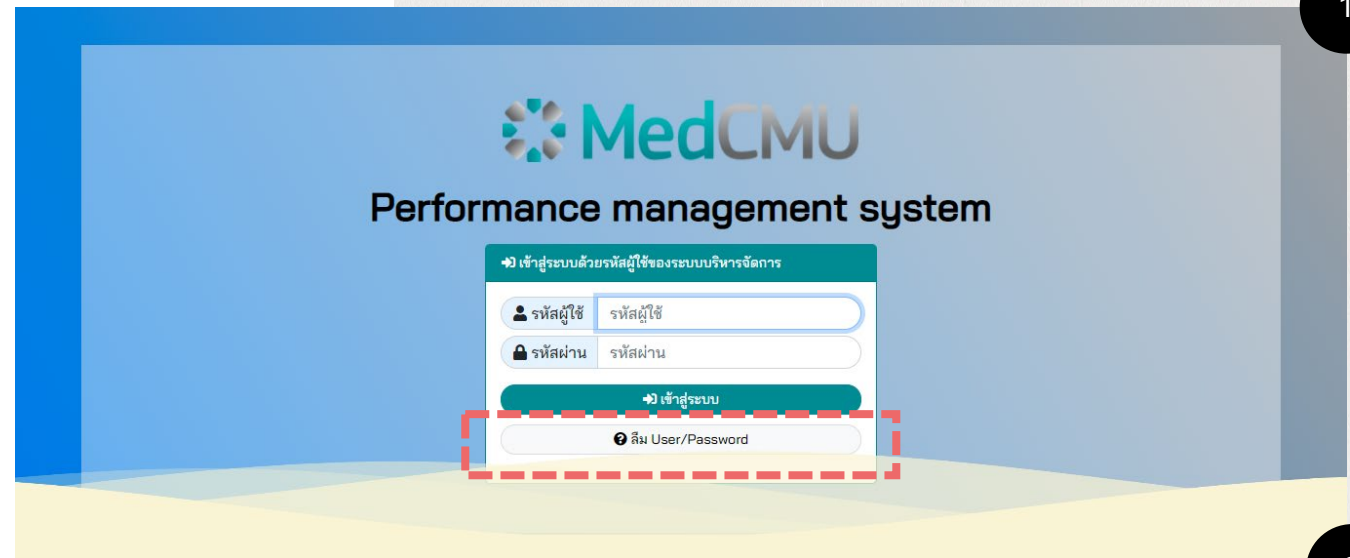 1
MedCMU
Performance management system
เข้าสู่ระบบด้วยรหัสผู้ใช้ของระบบบริหารจัดการ
รหัสผู้ใช้ รหัสผู้ใช้
รหัสผ่าน รหัสผ่าน
เข้าสู่ระบบ
ลืม User/Password